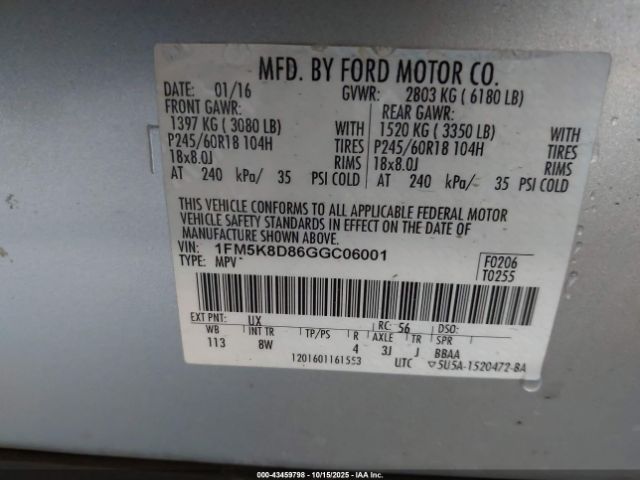 MFD. BY FORD MOTOR CO.
DATE: 01/16 GVWR: 2803 KG ( 6180 LB)
FRONT GAWR: REAR GAWR:
1397 KG ( 3080 LB) WITH 1520 KG ( 3350 LB) WITH
P245/60R18 104H TIRES P245/60R18 104H TIRES
18x8.0J RIMS 18x8.0J RIMS
AT 240 kPa/ 35 PSI COLD AT 240 kPa/ 35 PSI COLD
THIS VEHICLE CONFORMS TO ALL APPLICABLE FEDERAL MOTOR
VEHICLE SAFETY STANDARDS IN EFFECT ON THE DATE OF
MANUFACTURE SHOWN ABOVE.
VIN: 1FM5K8D86GGC06001 F0206
TYPE: MPV T0255
EXT PNT: UX RC: 56 DSO:
WB INT TR TP/PS R AXLE TR SPR
113 8W 4 3J J BBAA
1201601161553 UTC ▽5U5A-1520472-BA
000-43459798 - 10/15/2025 - IAAI.COM